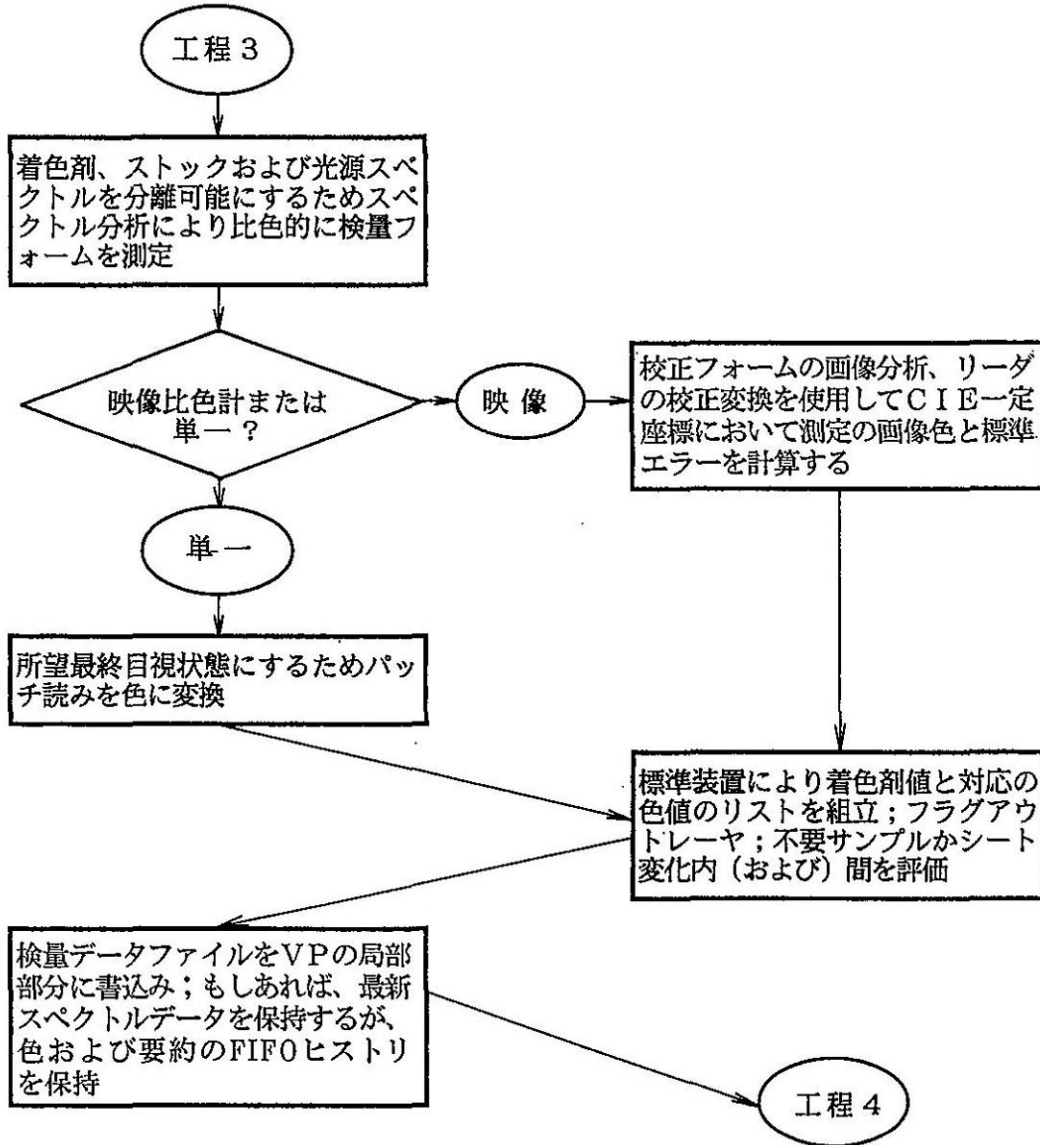 工程3
着色剤、ストックおよび光源スペ
クトルを分離可能にするためスペ
クトル分析により比色的に検量フ
ォームを測定
映像比色計または
単一?
映像
校正フォームの画像分析、リーダ
の校正変換を使用してCIE一定
座標において測定の画像色と標準
エラーを計算する
単一
所望最終目視状態にするためパッ
チ読みを色に変換
標準装置により着色剤値と対応の
色値のリストを組立;フラグアウ
トレーヤ;不要サンプルかシート
変化内(および)間を評価
検量データファイルをVPの局部
部分に書込み;もしあれば、最新
スペクトルデータを保持するが、
色および要約のFIFOヒストリ
を保持
工程4